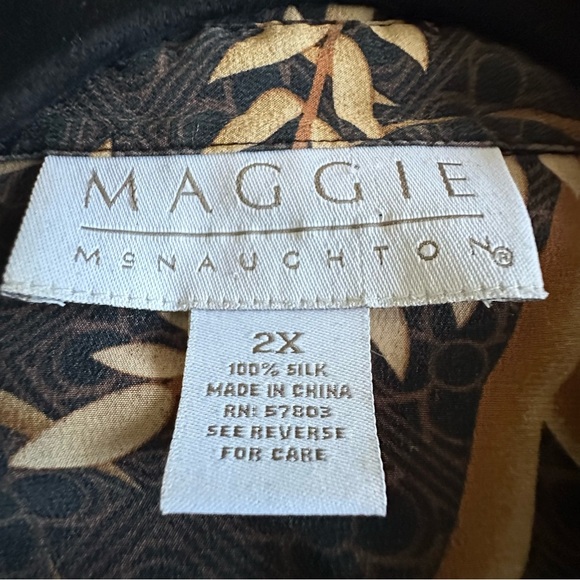 MAGGIE
McNAUGHTON®
2X
100% SILK
MADE IN CHINA
RN: 57803
SEE REVERSE
FOR CARE